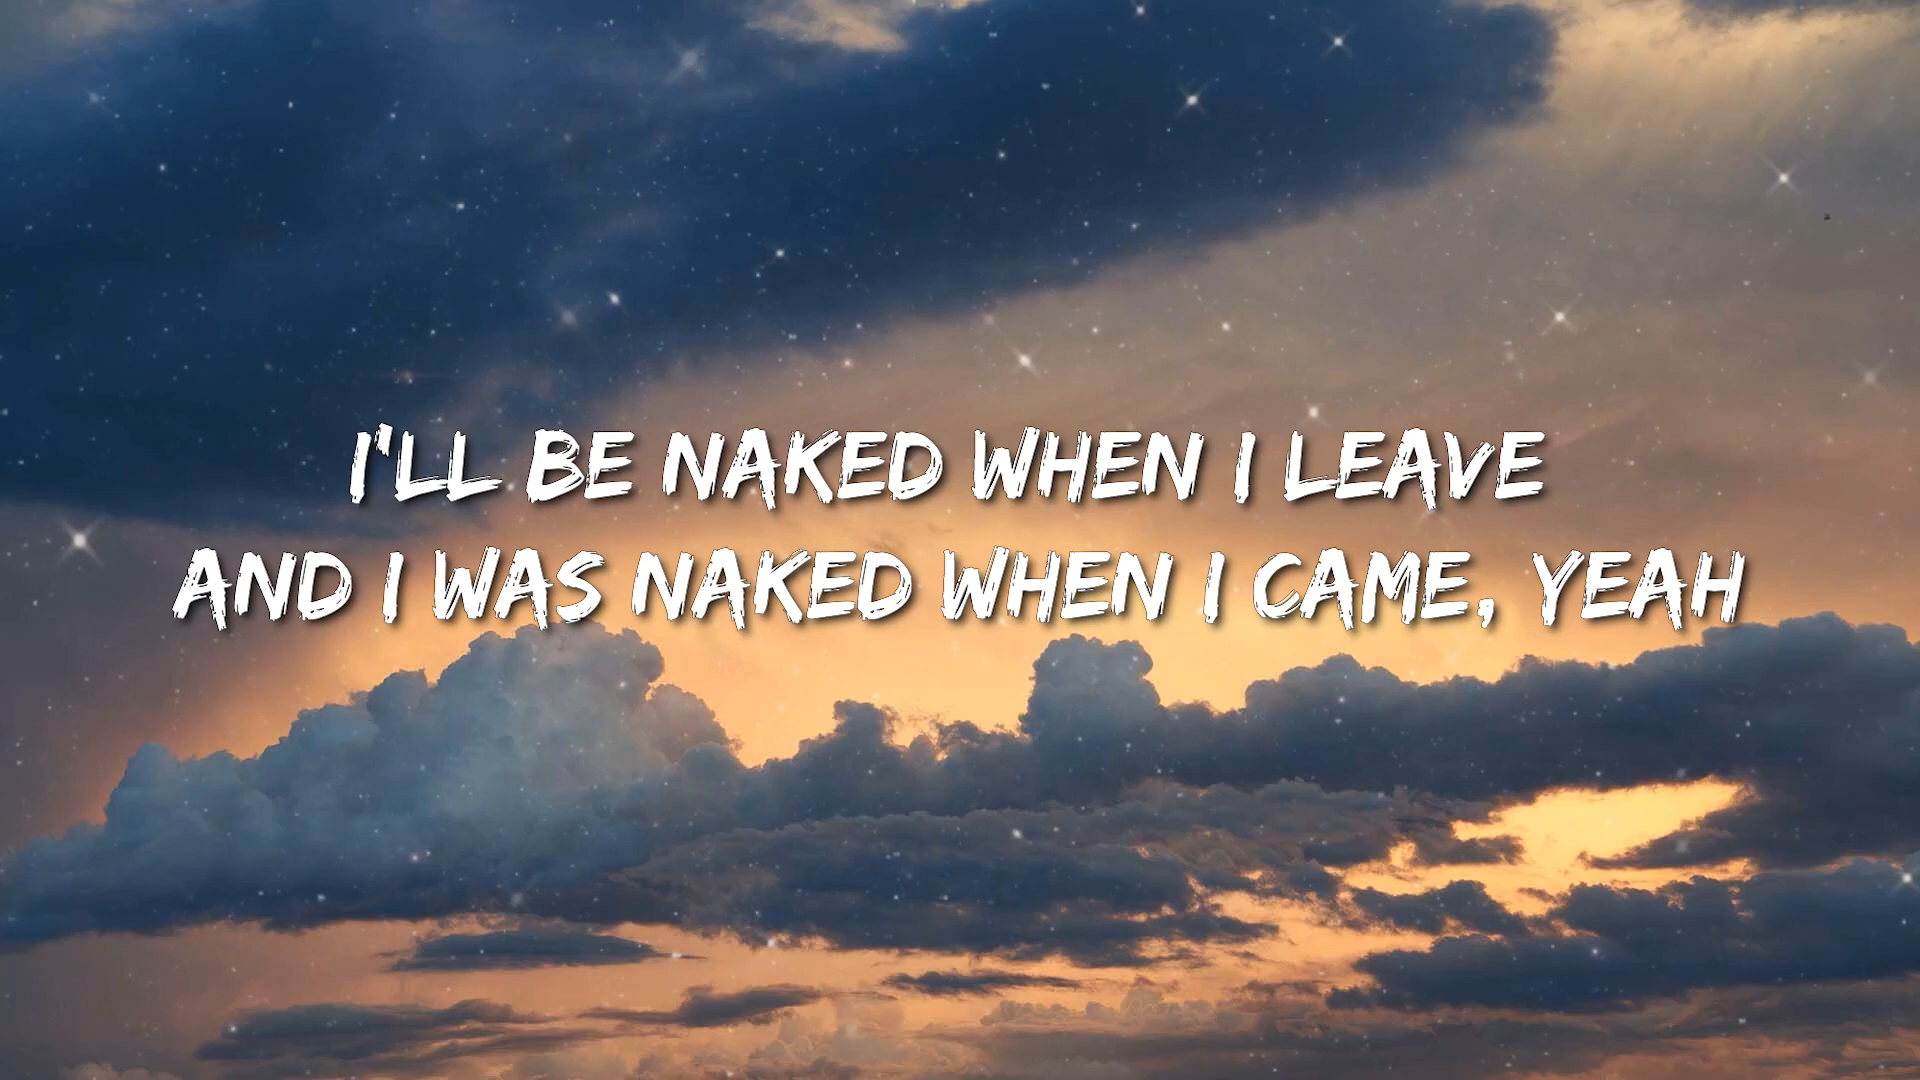 I'LL BE NAKED WHEN I LEAVE
AND I WAS NAKED WHEN I CAME, YEAH